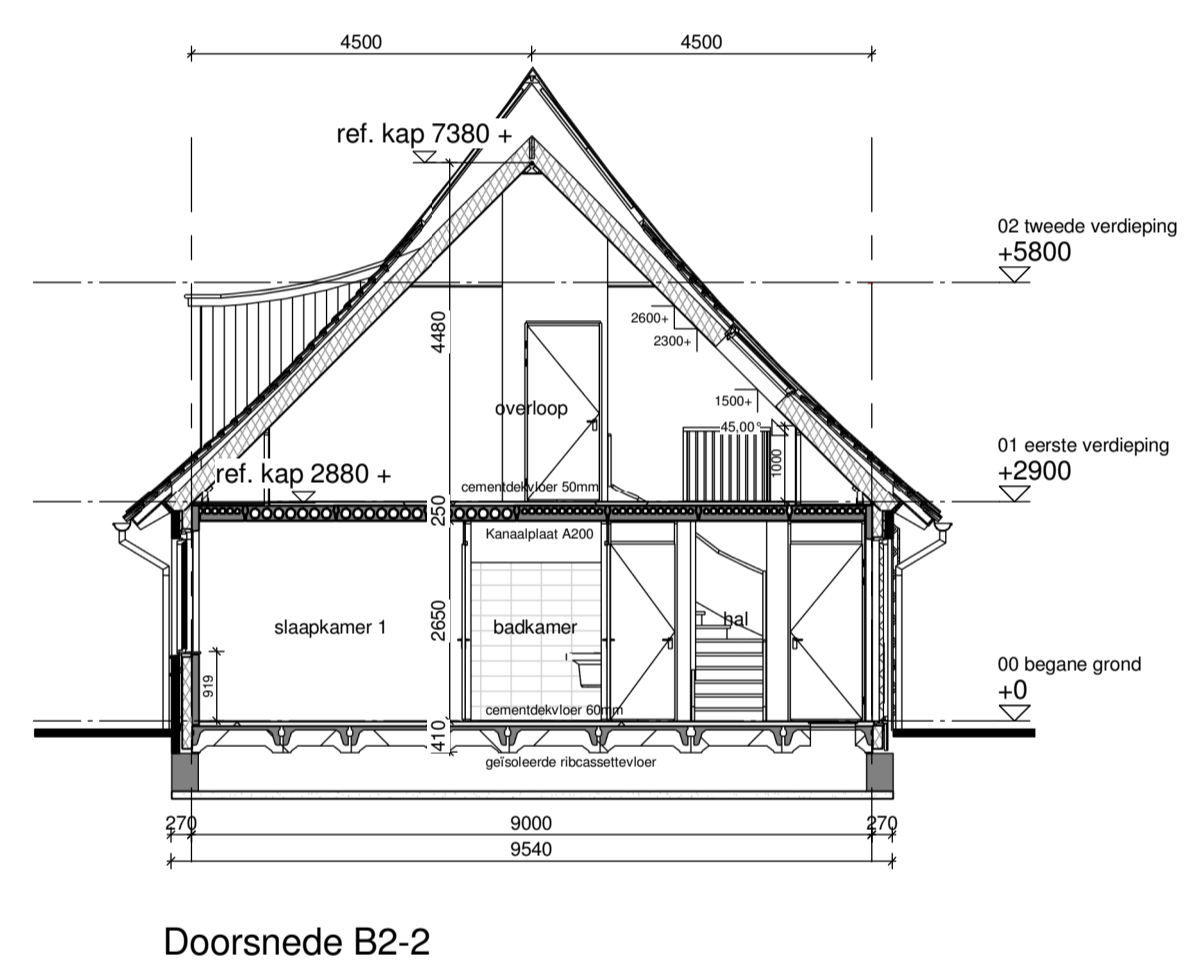 4500
4500
ref. kap 7380 +
02 tweede verdieping
+5800
4480
2600+
2300+
1500+
overloop
45,00°
1000
01 eerste verdieping
+2900
ref. kap 2880 +
cementdekvloer 50mm
250
Kanaalplaat A200
slaapkamer 1
2650
badkamer
hal
00 begane grond
+0
919
cementdekvloer 60mm
410
geïsoleerde ribcassettevloer
270
9000
270
9540
Doorsnede B2-2